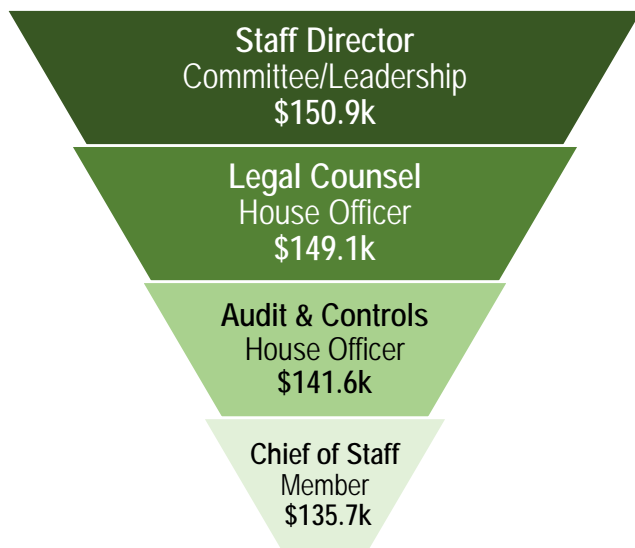 Staff Director
Committee/Leadership
$150.9k
Legal Counsel
House Officer
$149.1k
Audit & Controls
House Officer
$141.6k
Chief of Staff
Member
$135.7k